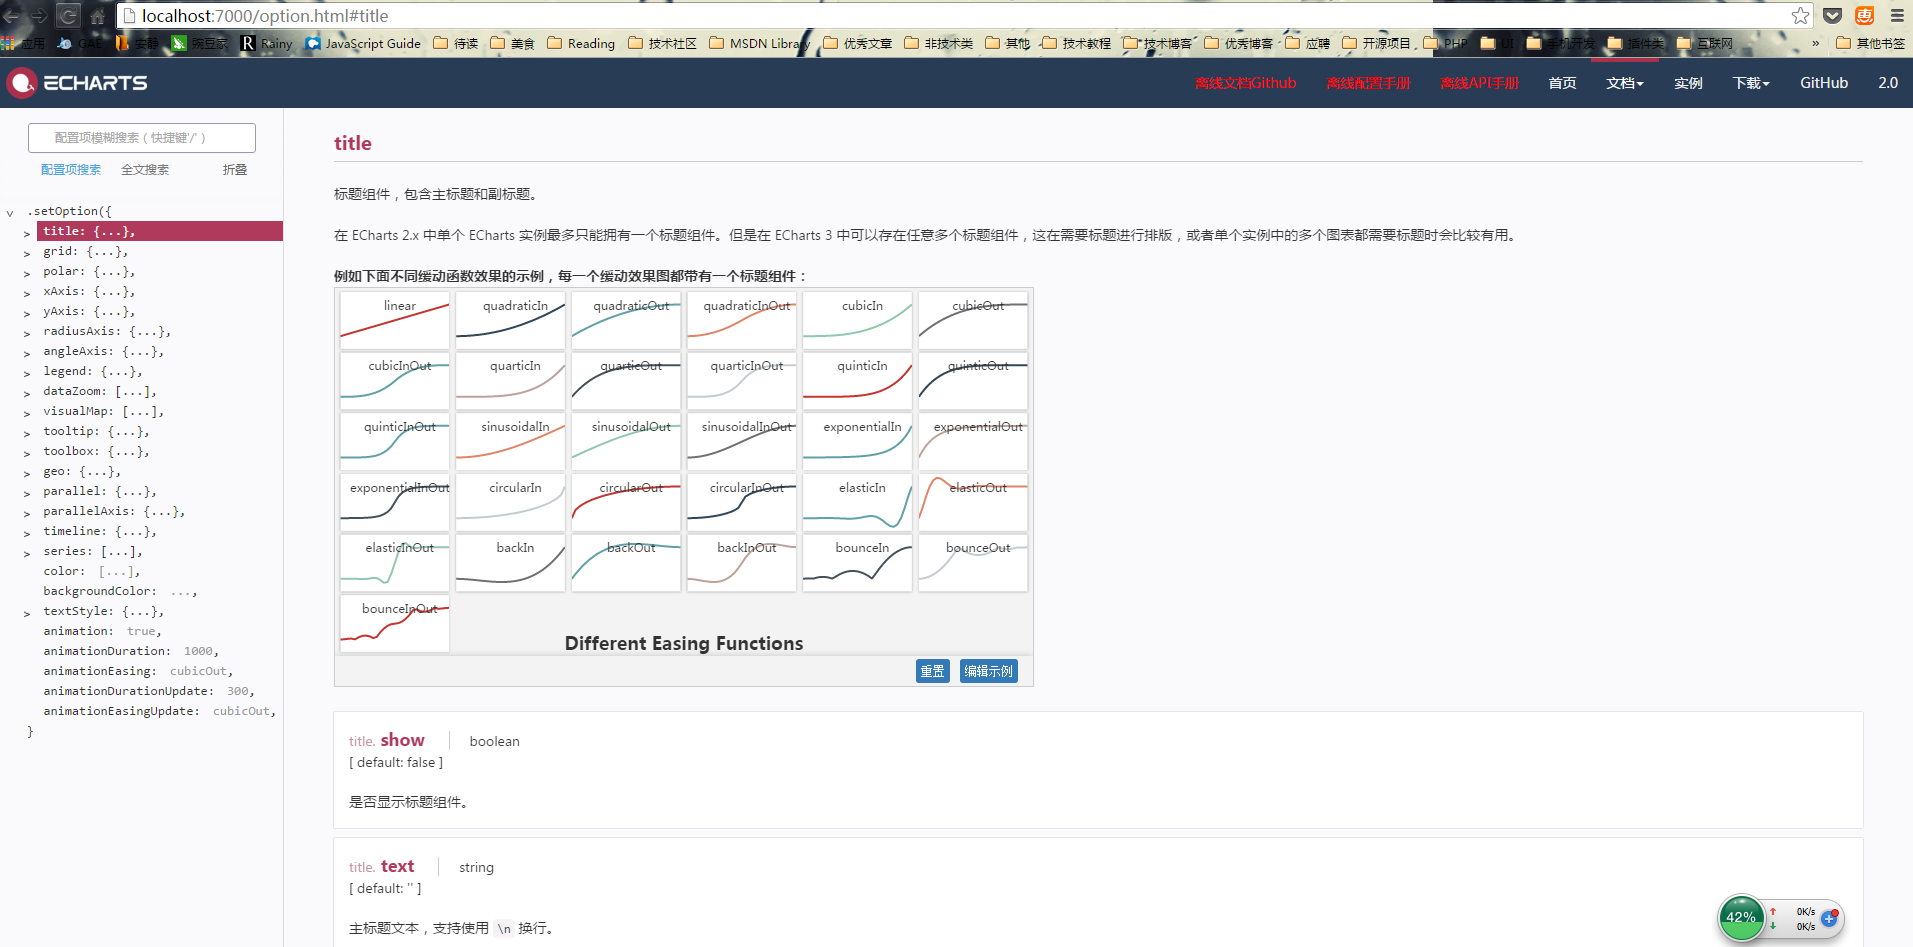 localhost:7000/option.html#title
应用 GAE 安静 豌豆家 Rainy JavaScript Guide 待读 美食 Reading 技术社区 MSDN Library 优秀文章 非技术类 其他 技术教程 技术博客 优秀博客 应聘 开源项目 PHP UI 手机开发 插件类 互联网 » 其他书签
ECHARTS 离线文档Github 离线配置手册 离线API手册 首页 文档 实例 下载 GitHub 2.0
配置项模糊搜索 ( 快捷键'/' )
配置项搜索 全文搜索 折叠
.setOption({
title: {...},
grid: {...},
polar: {...},
xAxis: {...},
yAxis: {...},
radiusAxis: {...},
angleAxis: {...},
legend: {...},
dataZoom: [...],
visualMap: [...],
tooltip: {...},
toolbox: {...},
geo: {...},
parallel: {...},
parallelAxis: {...},
timeline: {...},
series: [...],
color: [...],
backgroundColor: ...,
textStyle: {...},
animation: true,
animationDuration: 1000,
animationEasing: cubicOut,
animationDurationUpdate: 300,
animationEasingUpdate: cubicOut,
}
title
标题组件，包含主标题和副标题。
在 ECharts 2.x 中单个 ECharts 实例最多只能拥有一个标题组件。但是在 ECharts 3 中可以存在任意多个标题组件，这在需要标题进行排版，或者单个实例中的多个图表都需要标题时会比较有用。
例如下面不同缓动函数效果的示例，每一个缓动效果图都带有一个标题组件：
linear quadraticIn quadraticOut quadraticInOut cubicIn cubicOut
cubicInOut quarticIn quarticOut quarticInOut quinticIn quinticOut
quinticInOut sinusoidalIn sinusoidalOut sinusoidalInOut exponentialIn exponentialOut
exponentialInOut circularIn circularOut circularInOut elasticIn elasticOut
elasticInOut backIn backOut backInOut bounceIn bounceOut
bounceInOut
Different Easing Functions
重置 编辑示例
title. show boolean
[ default: false ]
是否显示标题组件。
title. text string
[ default: '' ]
主标题文本，支持使用 \n 换行。
42% 0K/s
0K/s